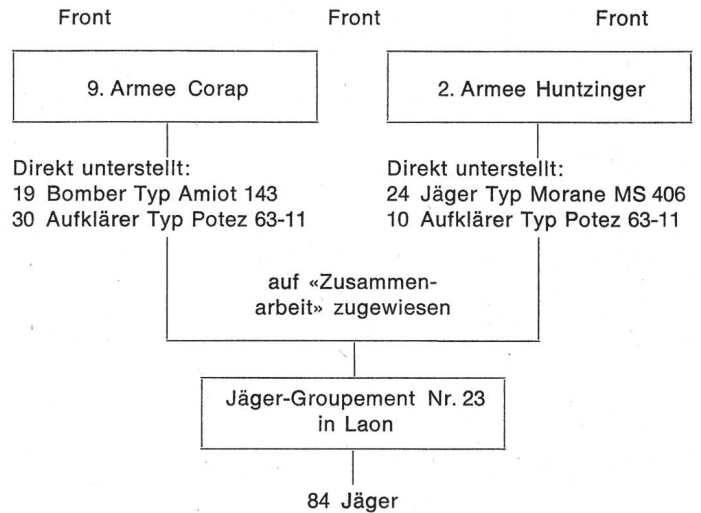 Front Front Front
9. Armee Corap
2. Armee Huntzinger
Direkt unterstellt:
19 Bomber Typ Amiot 143
30 Aufklärer Typ Potez 63-11
Direkt unterstellt:
24 Jäger Typ Morane MS 406
10 Aufklärer Typ Potez 63-11
auf «Zusammen-
arbeit» zugewiesen
Jäger-Groupement Nr. 23
in Laon
84 Jäger